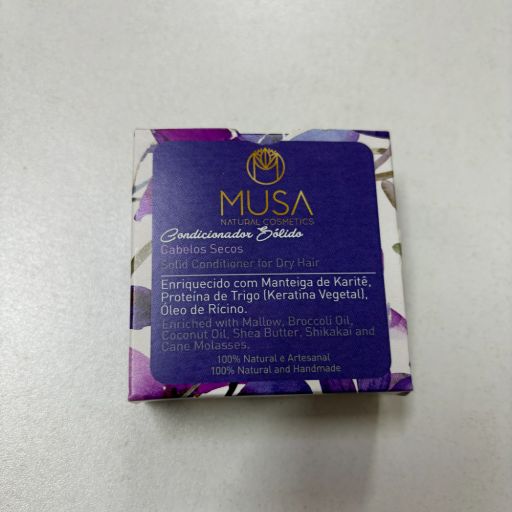 MUSA
NATURAL COSMETICS
Condicionador Sólido
Cabelos Secos
Solid Conditioner for Dry Hair
Enriquecido com Manteiga de Karité,
Proteína de Trigo (Keratina Vegetal),
Óleo de Rícino.
Enriched with Mallow, Broccoli Oil,
Coconut Oil, Shea Butter, Shikakai and
Cane Molasses.
100% Natural e Artesanal
100% Natural and Handmade